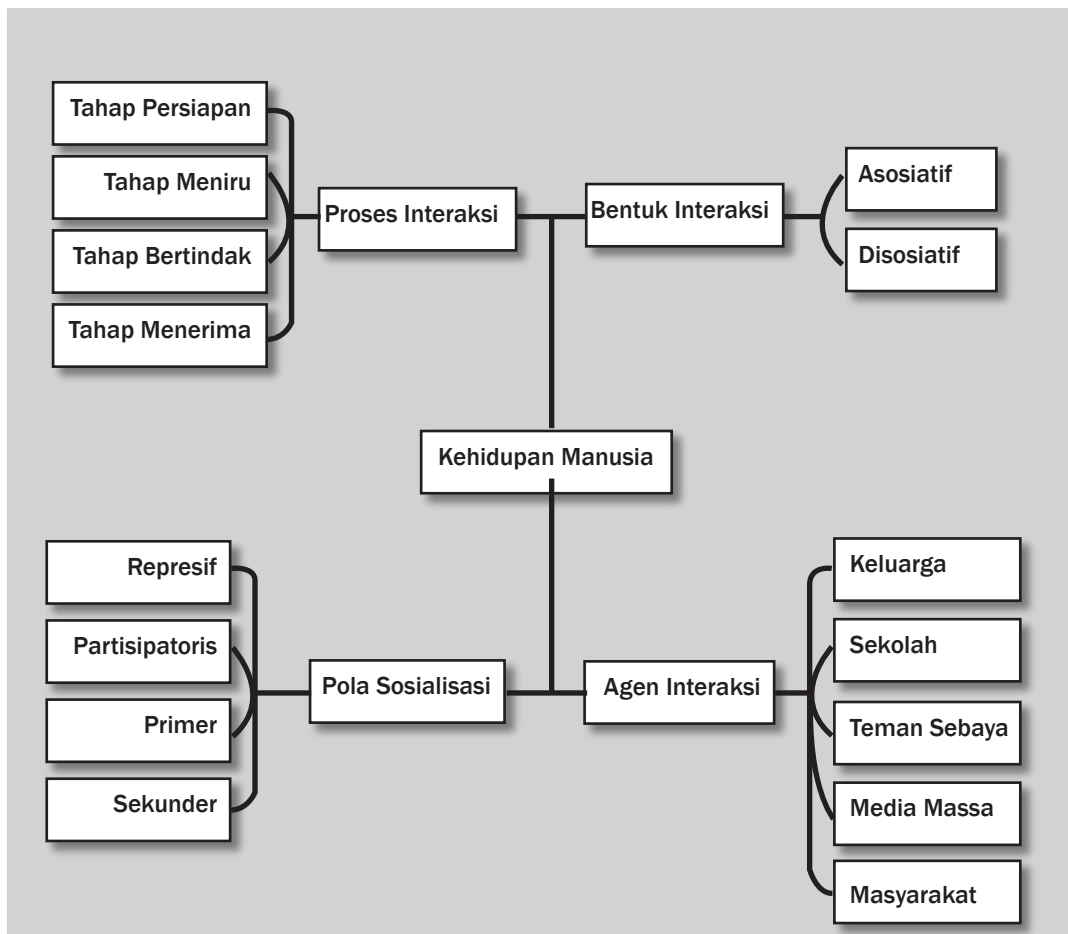 Tahap Persiapan
Tahap Meniru
Tahap Bertindak
Tahap Menerima
Proses Interaksi
Bentuk Interaksi
Asosiatif
Disosiatif
Kehidupan Manusia
Represif
Partisipatoris
Primer
Sekunder
Pola Sosialisasi
Agen Interaksi
Keluarga
Sekolah
Teman Sebaya
Media Massa
Masyarakat